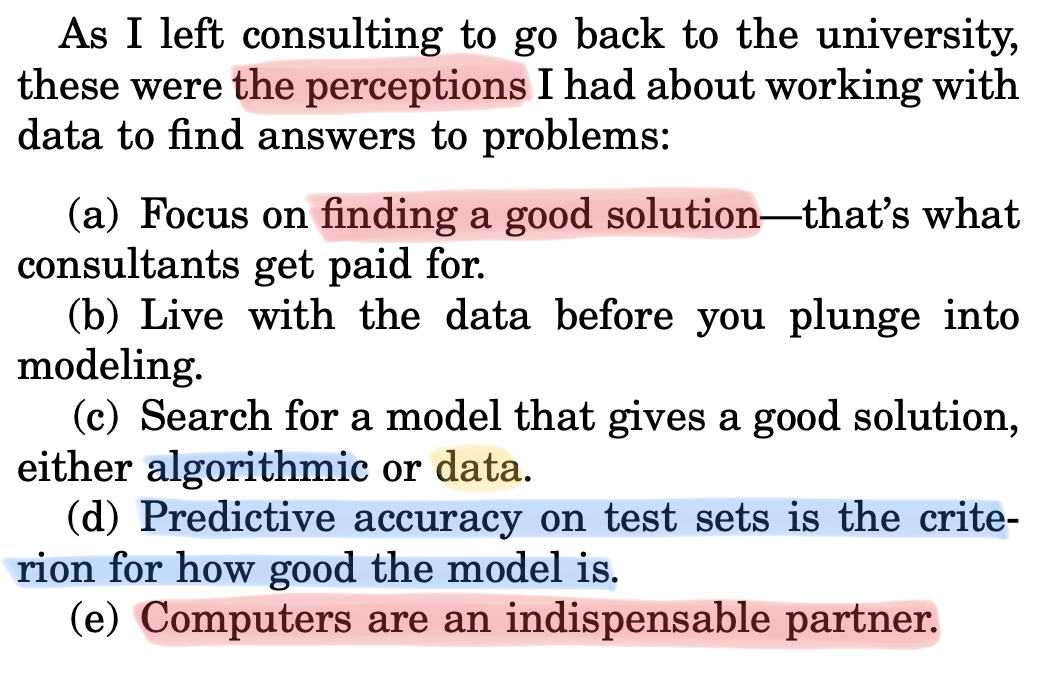 As I left consulting to go back to the university,
these were the perceptions I had about working with
data to find answers to problems:
(a) Focus on finding a good solution—that’s what
consultants get paid for.
(b) Live with the data before you plunge into
modeling.
(c) Search for a model that gives a good solution,
either algorithmic or data.
(d) Predictive accuracy on test sets is the crite-
rion for how good the model is.
(e) Computers are an indispensable partner.